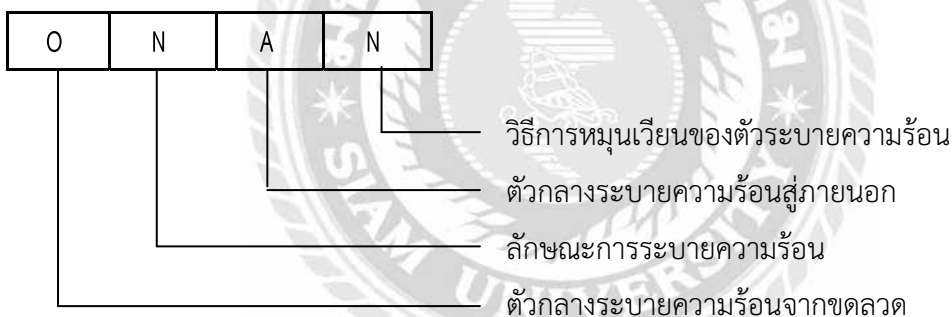 O N A N
วิธีการหมุนเวียนของตัวระบายความร้อน
ตัวกลางระบายความร้อนสู่ภายนอก
ลักษณะการระบายความร้อน
ตัวกลางระบายความร้อนจากขดลวด
SIAM UNIVERSITY